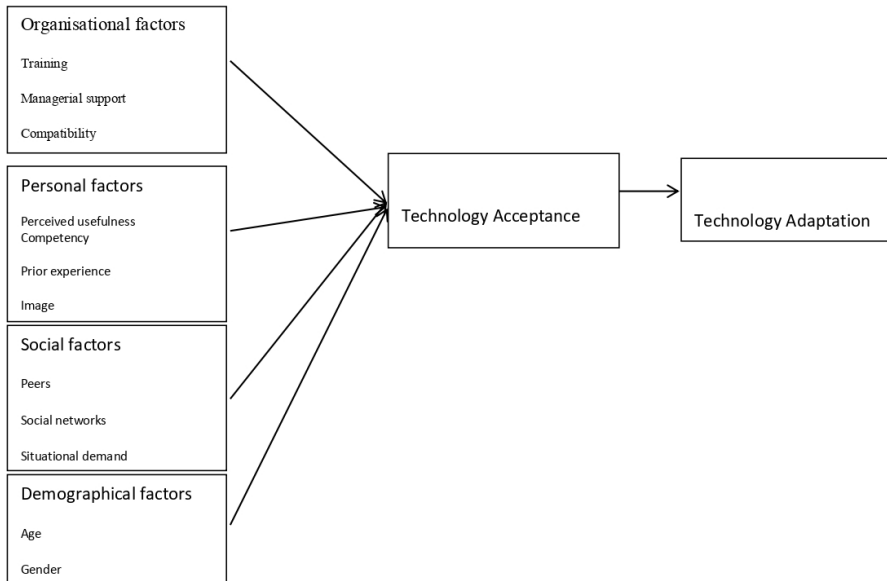 Organisational factors
Training
Managerial support
Compatibility
Personal factors
Perceived usefulness
Competency
Prior experience
Image
Social factors
Peers
Social networks
Situational demand
Demographical factors
Age
Gender
Technology Acceptance
Technology Adaptation